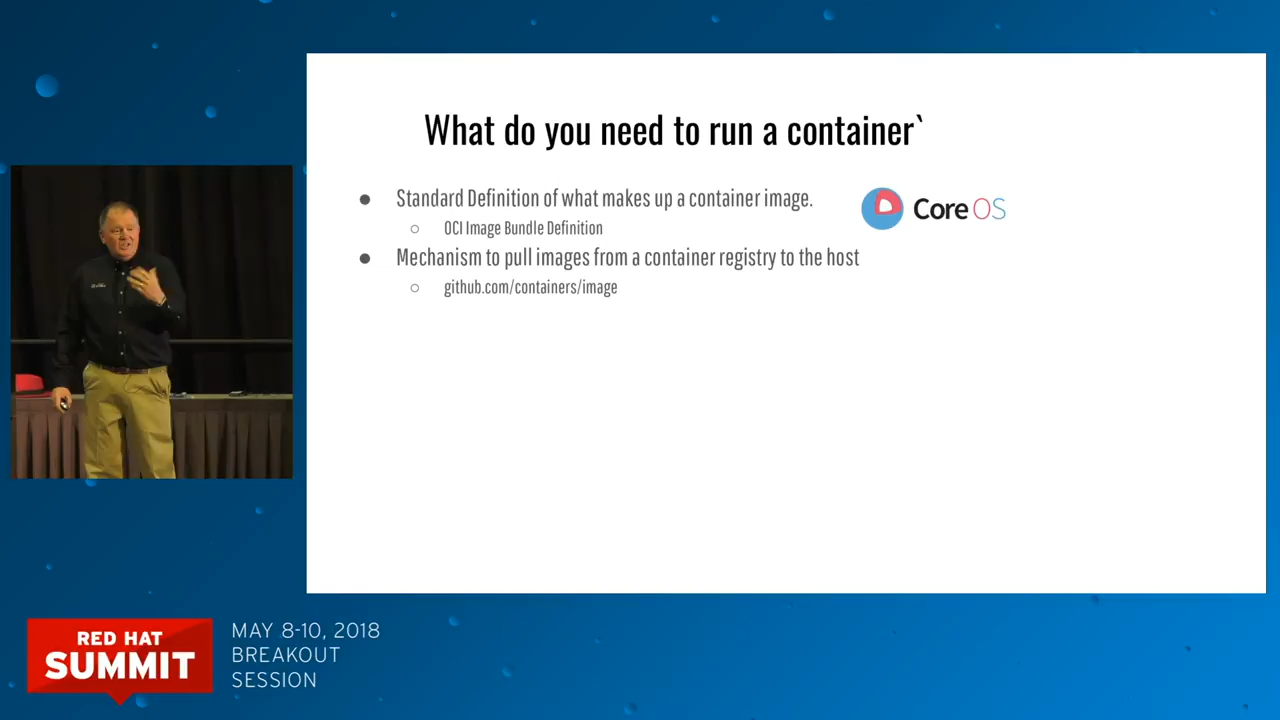 What do you need to run a container`
● Standard Definition of what makes up a container image.
○ OCI Image Bundle Definition
● Mechanism to pull images from a container registry to the host
○ github.com/containers/image
Core OS
RED HAT
SUMMIT
MAY 8-10, 2018
BREAKOUT
SESSION